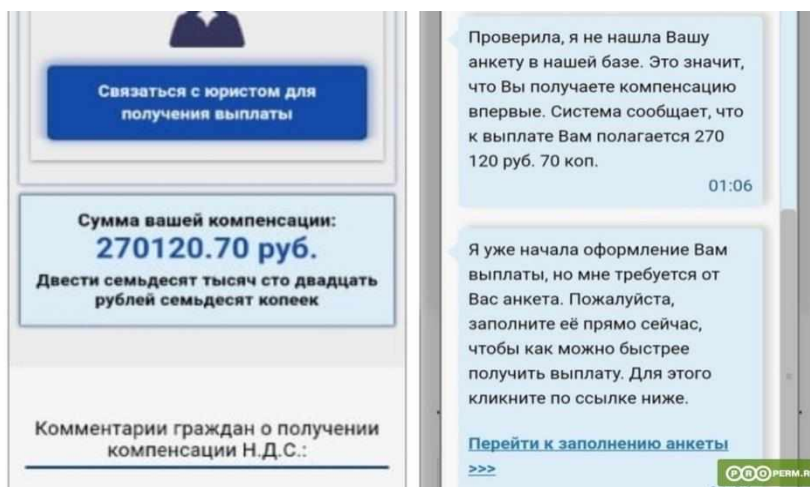 Связаться с юристом для
получения выплаты
Сумма вашей компенсации:
270120.70 руб.
Двести семьдесят тысяч сто двадцать
рублей семьдесят копеек
Комментарии граждан о получении
компенсации Н.Д.С.:
Проверила, я не нашла Вашу
анкету в нашей базе. Это значит,
что Вы получаете компенсацию
впервые. Система сообщает, что
к выплате Вам полагается 270
120 руб. 70 коп.
01:06
Я уже начала оформление Вам
выплаты, но мне требуется от
Вас анкета. Пожалуйста,
заполните её прямо сейчас,
чтобы как можно быстрее
получить выплату. Для этого
кликните по ссылке ниже.
Перейти к заполнению анкеты
>>>
PROPERM.R